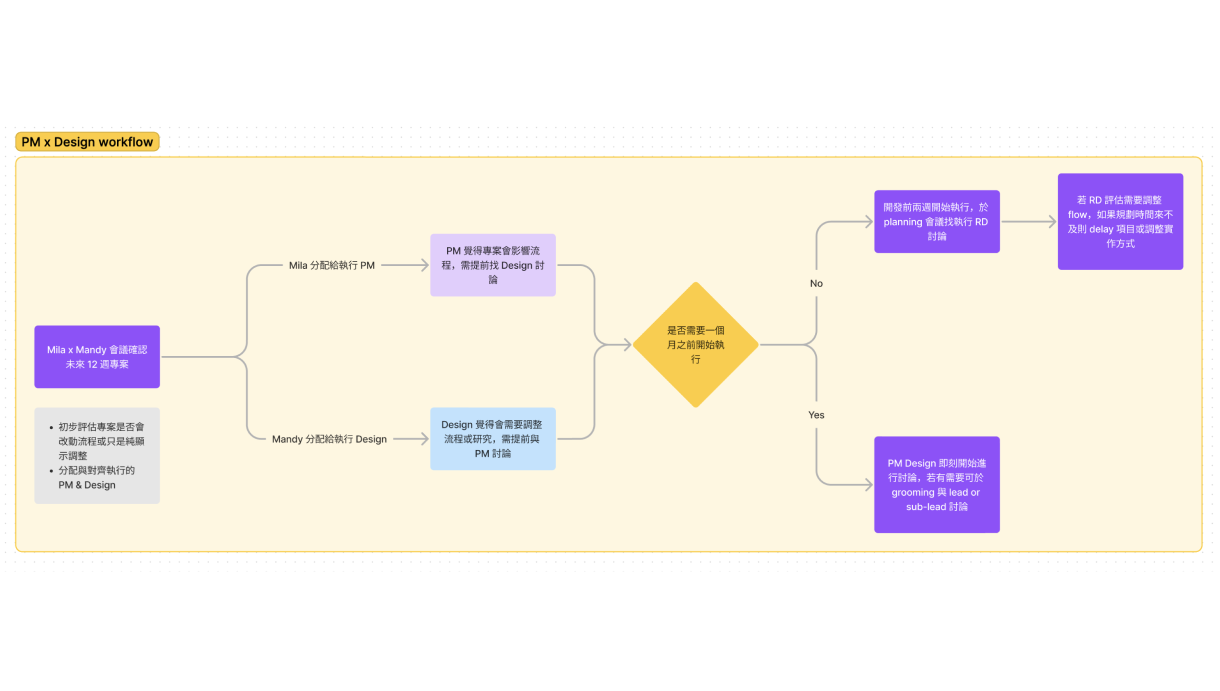 PM x Design workflow
Mila x Mandy 會議確認
未來 12 週專案
• 初步評估專案是否會
改動流程或只是純顯
示調整
• 分配與對齊執行的
PM & Design
Mila 分配給執行 PM
Mandy 分配給執行 Design
PM 覺得專案會影響流
程，需提前找 Design 討
論
Design 覺得會需要調整
流程或研究，需提前與
PM 討論
是否需要一個
月之前開始執
行
No
Yes
開發前兩週開始執行，於
planning 會議找執行 RD
討論
若 RD 評估需要調整
flow，如果規劃時間來不
及則 delay 項目或調整實
作方式
PM Design 即刻開始進
行討論，若有需要可於
grooming 與 lead or
sub-lead 討論